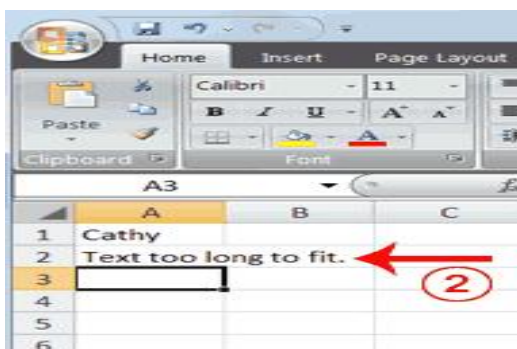 Home Insert Page Layout
Calibri 11
Paste B I U A A
Clipboard Font
A3
A B C
1 Cathy
2 Text too long to fit. 2
3
4
5
6